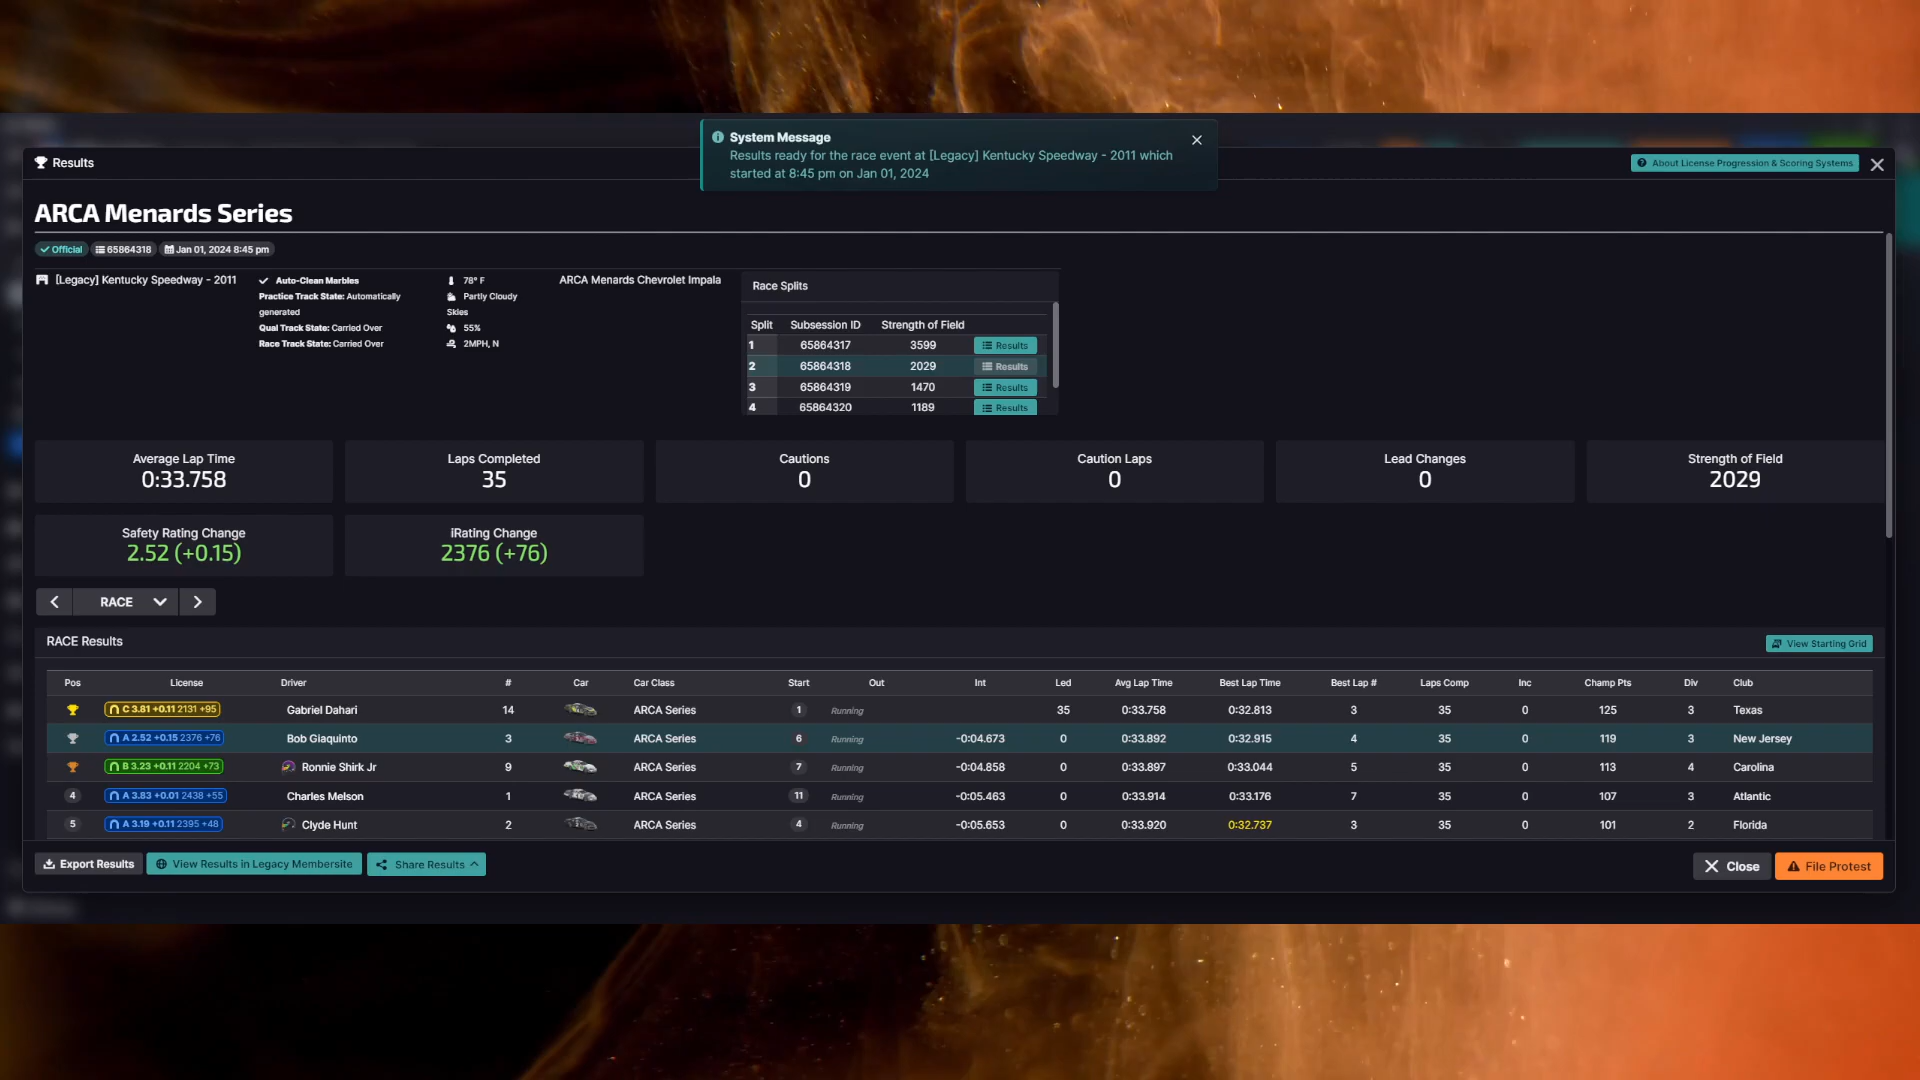 System Message
Results ready for the race event at [Legacy] Kentucky Speedway - 2011 which
started at 8:45 pm on Jan 01, 2024
Results
About License Progression & Scoring Systems
ARCA Menards Series
Official 65864318 Jan 01, 2024 8:45 pm
[Legacy] Kentucky Speedway - 2011
Auto-Clean Marbles
Practice Track State: Automatically
generated
Qual Track State: Carried Over
Race Track State: Carried Over
78° F
Partly Cloudy
Skies
55%
2MPH, N
ARCA Menards Chevrolet Impala
Race Splits
Split Subsession ID Strength of Field
1 65864317 3599 Results
2 65864318 2029 Results
3 65864319 1470 Results
4 65864320 1189 Results
Average Lap Time
0:33.758
Laps Completed
35
Cautions
0
Caution Laps
0
Lead Changes
0
Strength of Field
2029
Safety Rating Change
2.52 (+0.15)
iRating Change
2376 (+76)
RACE
RACE Results
View Starting Grid
Pos License Driver # Car Car Class Start Out Int Led Avg Lap Time Best Lap Time Best Lap # Laps Comp Inc Champ Pts Div Club
C 3.81 +0.11 2131 +95 Gabriel Dahari 14 ARCA Series 1 Running 35 0:33.758 0:32.813 3 35 0 125 3 Texas
A 2.52 +0.15 2376 +76 Bob Giaquinto 3 ARCA Series 6 Running -0:04.673 0 0:33.892 0:32.915 4 35 0 119 3 New Jersey
B 3.23 +0.11 2204 +73 Ronnie Shirk Jr 9 ARCA Series 7 Running -0:04.858 0 0:33.897 0:33.044 5 35 0 113 4 Carolina
4 A 3.83 +0.01 2438 +55 Charles Melson 1 ARCA Series 11 Running -0:05.463 0 0:33.914 0:33.176 7 35 0 107 3 Atlantic
5 A 3.19 +0.11 2395 +48 Clyde Hunt 2 ARCA Series 4 Running -0:05.653 0 0:33.920 0:32.737 3 35 0 101 2 Florida
Export Results
View Results in Legacy Membersite
Share Results
Close
File Protest